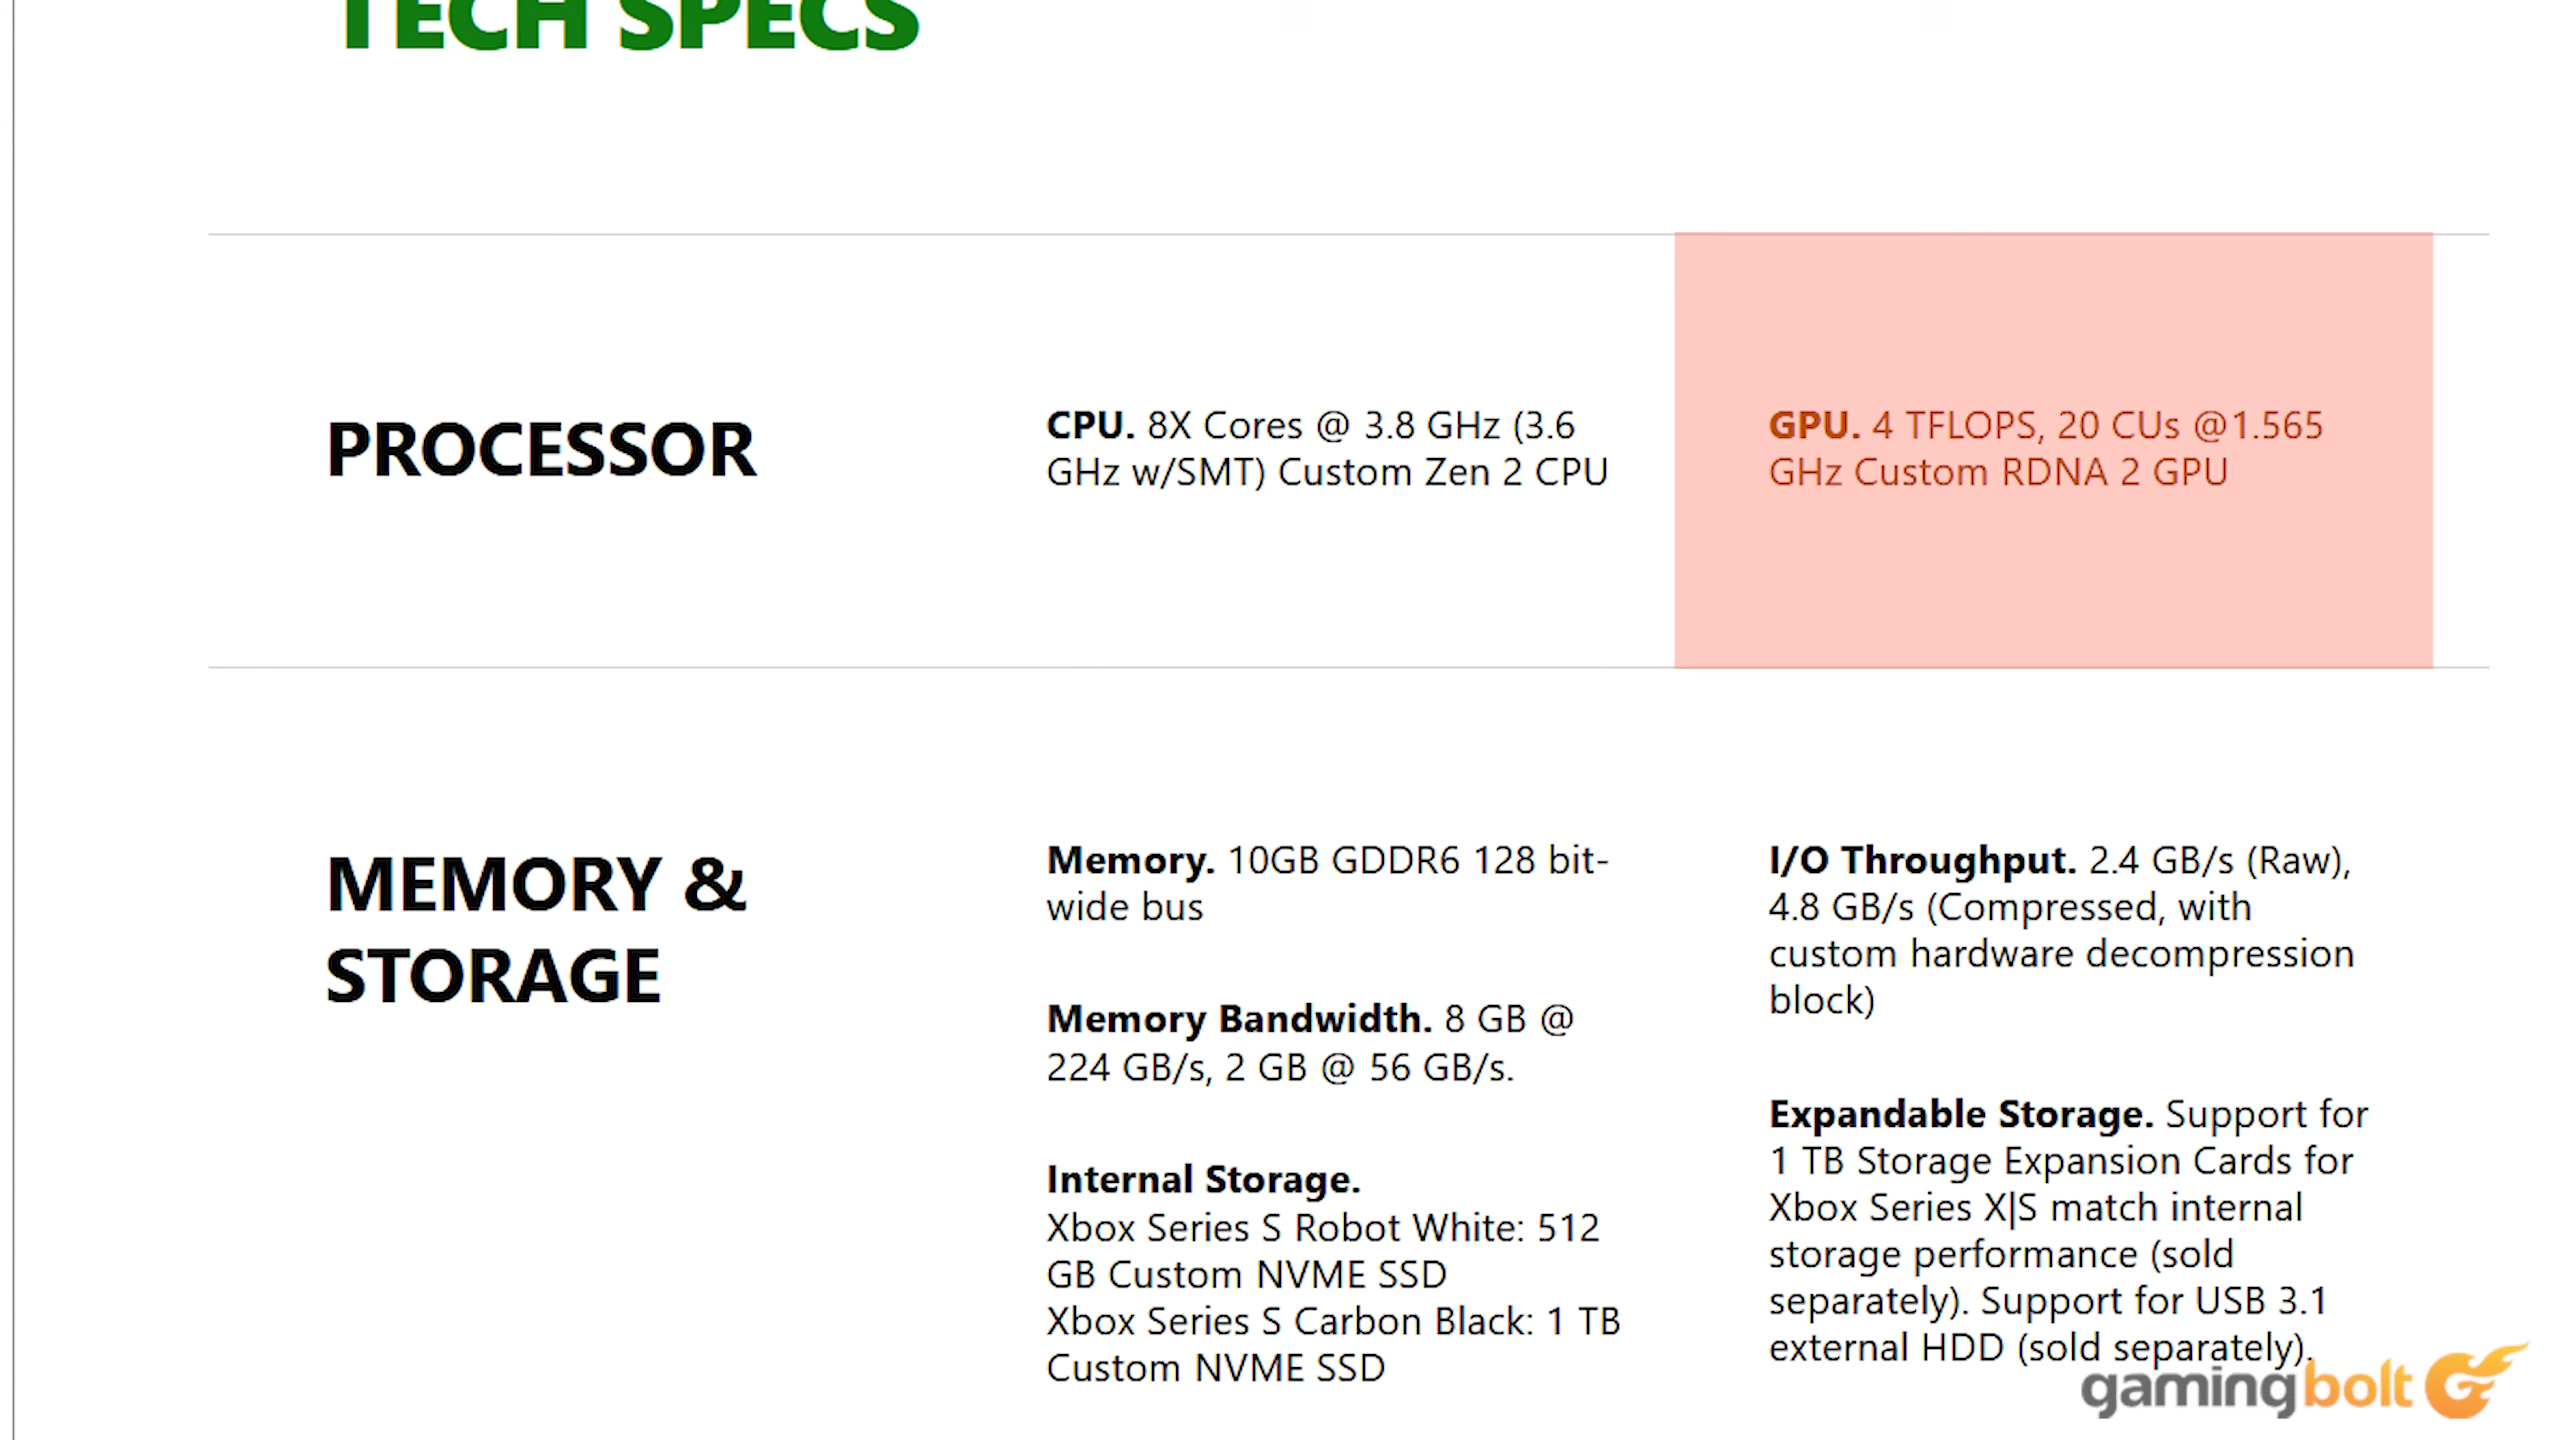 TECH SPECS
PROCESSOR
CPU. 8X Cores @ 3.8 GHz (3.6
GHz w/SMT) Custom Zen 2 CPU
GPU. 4 TFLOPS, 20 CUs @1.565
GHz Custom RDNA 2 GPU
MEMORY &
STORAGE
Memory. 10GB GDDR6 128 bit-
wide bus
Memory Bandwidth. 8 GB @
224 GB/s, 2 GB @ 56 GB/s.
Internal Storage.
Xbox Series S Robot White: 512
GB Custom NVME SSD
Xbox Series S Carbon Black: 1 TB
Custom NVME SSD
I/O Throughput. 2.4 GB/s (Raw),
4.8 GB/s (Compressed, with
custom hardware decompression
block)
Expandable Storage. Support for
1 TB Storage Expansion Cards for
Xbox Series X|S match internal
storage performance (sold
separately). Support for USB 3.1
external HDD (sold separately).
gamingbolt